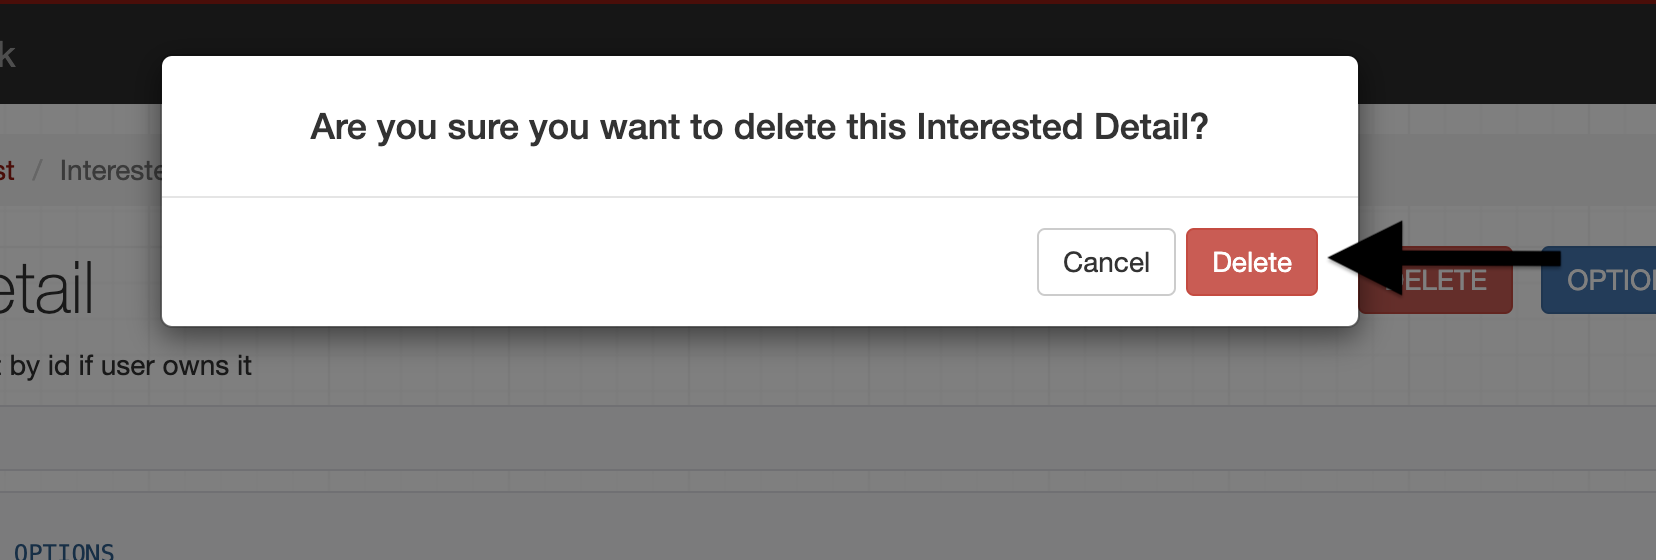 k
Are you sure you want to delete this Interested Detail?
st / Intereste
Cancel
Delete
ELETE
OPTIO
etail
by id if user owns it
OPTIONS